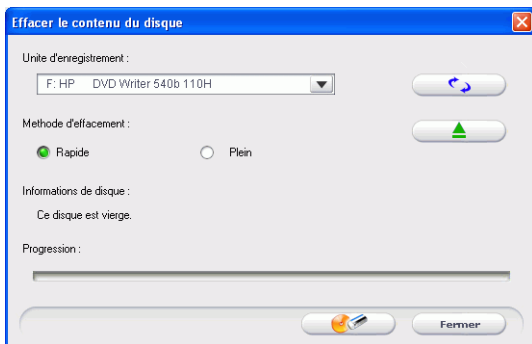 Effacer le contenu du disque
Unite d'enregistrement :
F: HP DVD Writer 540b 110H
Methode d'effacement :
Rapide Plein
Informations de disque :
Ce disque est vierge.
Progression :
Fermer